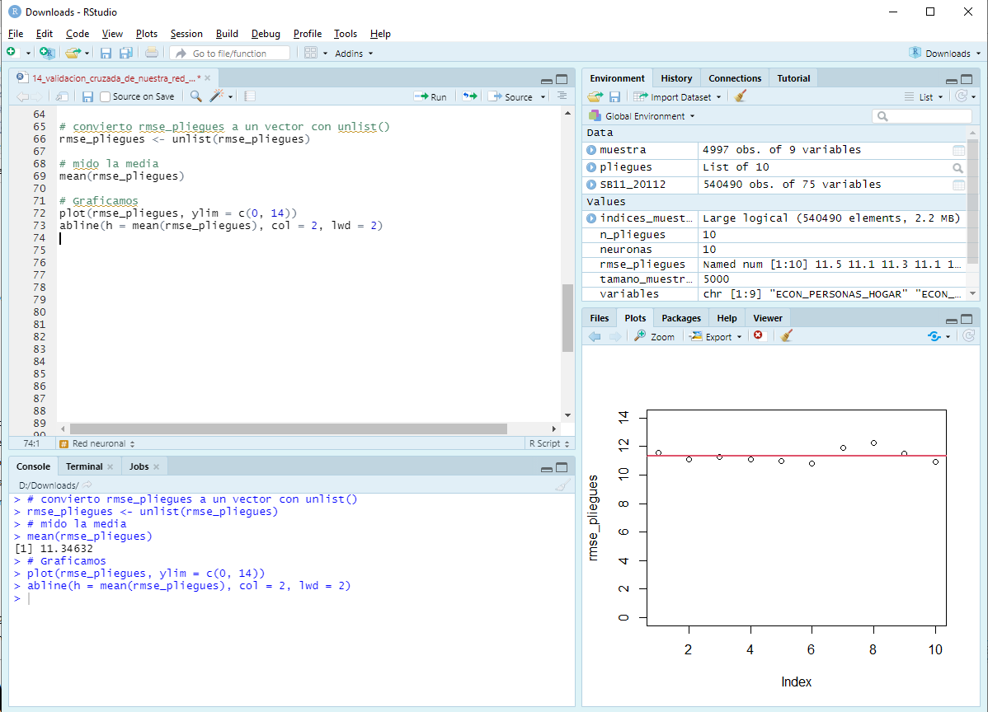 Downloads - RStudio
File Edit Code View Plots Session Build Debug Profile Tools Help
Go to file/function Addins Downloads
14_validacion_cruzada_de_nuestra_red_...*
Source on Save Run Source
64
65 # convierto rmse_pliegues a un vector con unlist()
66 rmse_pliegues <- unlist(rmse_pliegues)
67
68 # mido la media
69 mean(rmse_pliegues)
70
71 # Graficamos
72 plot(rmse_pliegues, ylim = c(0, 14))
73 abline(h = mean(rmse_pliegues), col = 2, lwd = 2)
74
75
76
77
78
79
80
81
82
83
84
85
86
87
88
89
90
74:1 Red neuronal R Script
Console Terminal Jobs
D:/Downloads/
> # convierto rmse_pliegues a un vector con unlist()
> rmse_pliegues <- unlist(rmse_pliegues)
> # mido la media
> mean(rmse_pliegues)
[1] 11.34632
> # Graficamos
> plot(rmse_pliegues, ylim = c(0, 14))
> abline(h = mean(rmse_pliegues), col = 2, lwd = 2)
>
Environment History Connections Tutorial
Import Dataset List
Global Environment
Data
muestra 4997 obs. of 9 variables
pliegues List of 10
SB11_20112 540490 obs. of 75 variables
Values
indices_muest... Large logical (540490 elements, 2.2 MB)
n_pliegues 10
neuronas 10
rmse_pliegues Named num [1:10] 11.5 11.1 11.3 11.1 1...
tamano_muestr... 5000
variables chr [1:9] "ECON_PERSONAS_HOGAR" "ECON_...
Files Plots Packages Help Viewer
Zoom Export
rmse_pliegues
14
12
10
8
6
4
2
0
2 4 6 8 10
Index